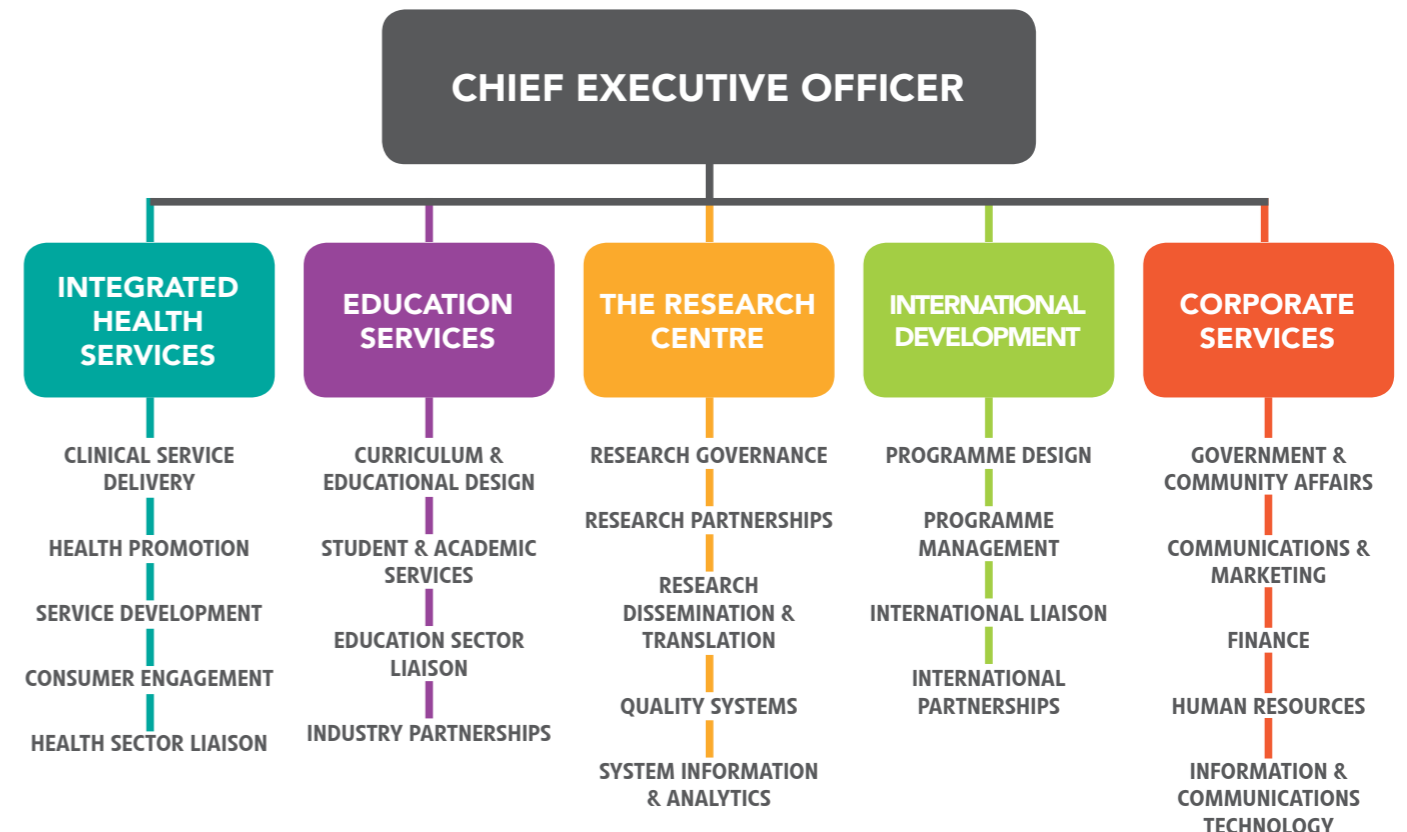 CHIEF EXECUTIVE OFFICER
INTEGRATED
HEALTH
SERVICES
CLINICAL SERVICE
DELIVERY
HEALTH PROMOTION
SERVICE DEVELOPMENT
CONSUMER ENGAGEMENT
HEALTH SECTOR LIAISON
EDUCATION
SERVICES
CURRICULUM &
EDUCATIONAL DESIGN
STUDENT & ACADEMIC
SERVICES
EDUCATION SECTOR
LIAISON
INDUSTRY PARTNERSHIPS
THE RESEARCH
CENTRE
RESEARCH GOVERNANCE
RESEARCH PARTNERSHIPS
RESEARCH
DISSEMINATION &
TRANSLATION
QUALITY SYSTEMS
SYSTEM INFORMATION
& ANALYTICS
INTERNATIONAL
DEVELOPMENT
PROGRAMME DESIGN
PROGRAMME
MANAGEMENT
INTERNATIONAL LIAISON
INTERNATIONAL
PARTNERSHIPS
CORPORATE
SERVICES
GOVERNMENT &
COMMUNITY AFFAIRS
COMMUNICATIONS &
MARKETING
FINANCE
HUMAN RESOURCES
INFORMATION &
COMMUNICATIONS
TECHNOLOGY